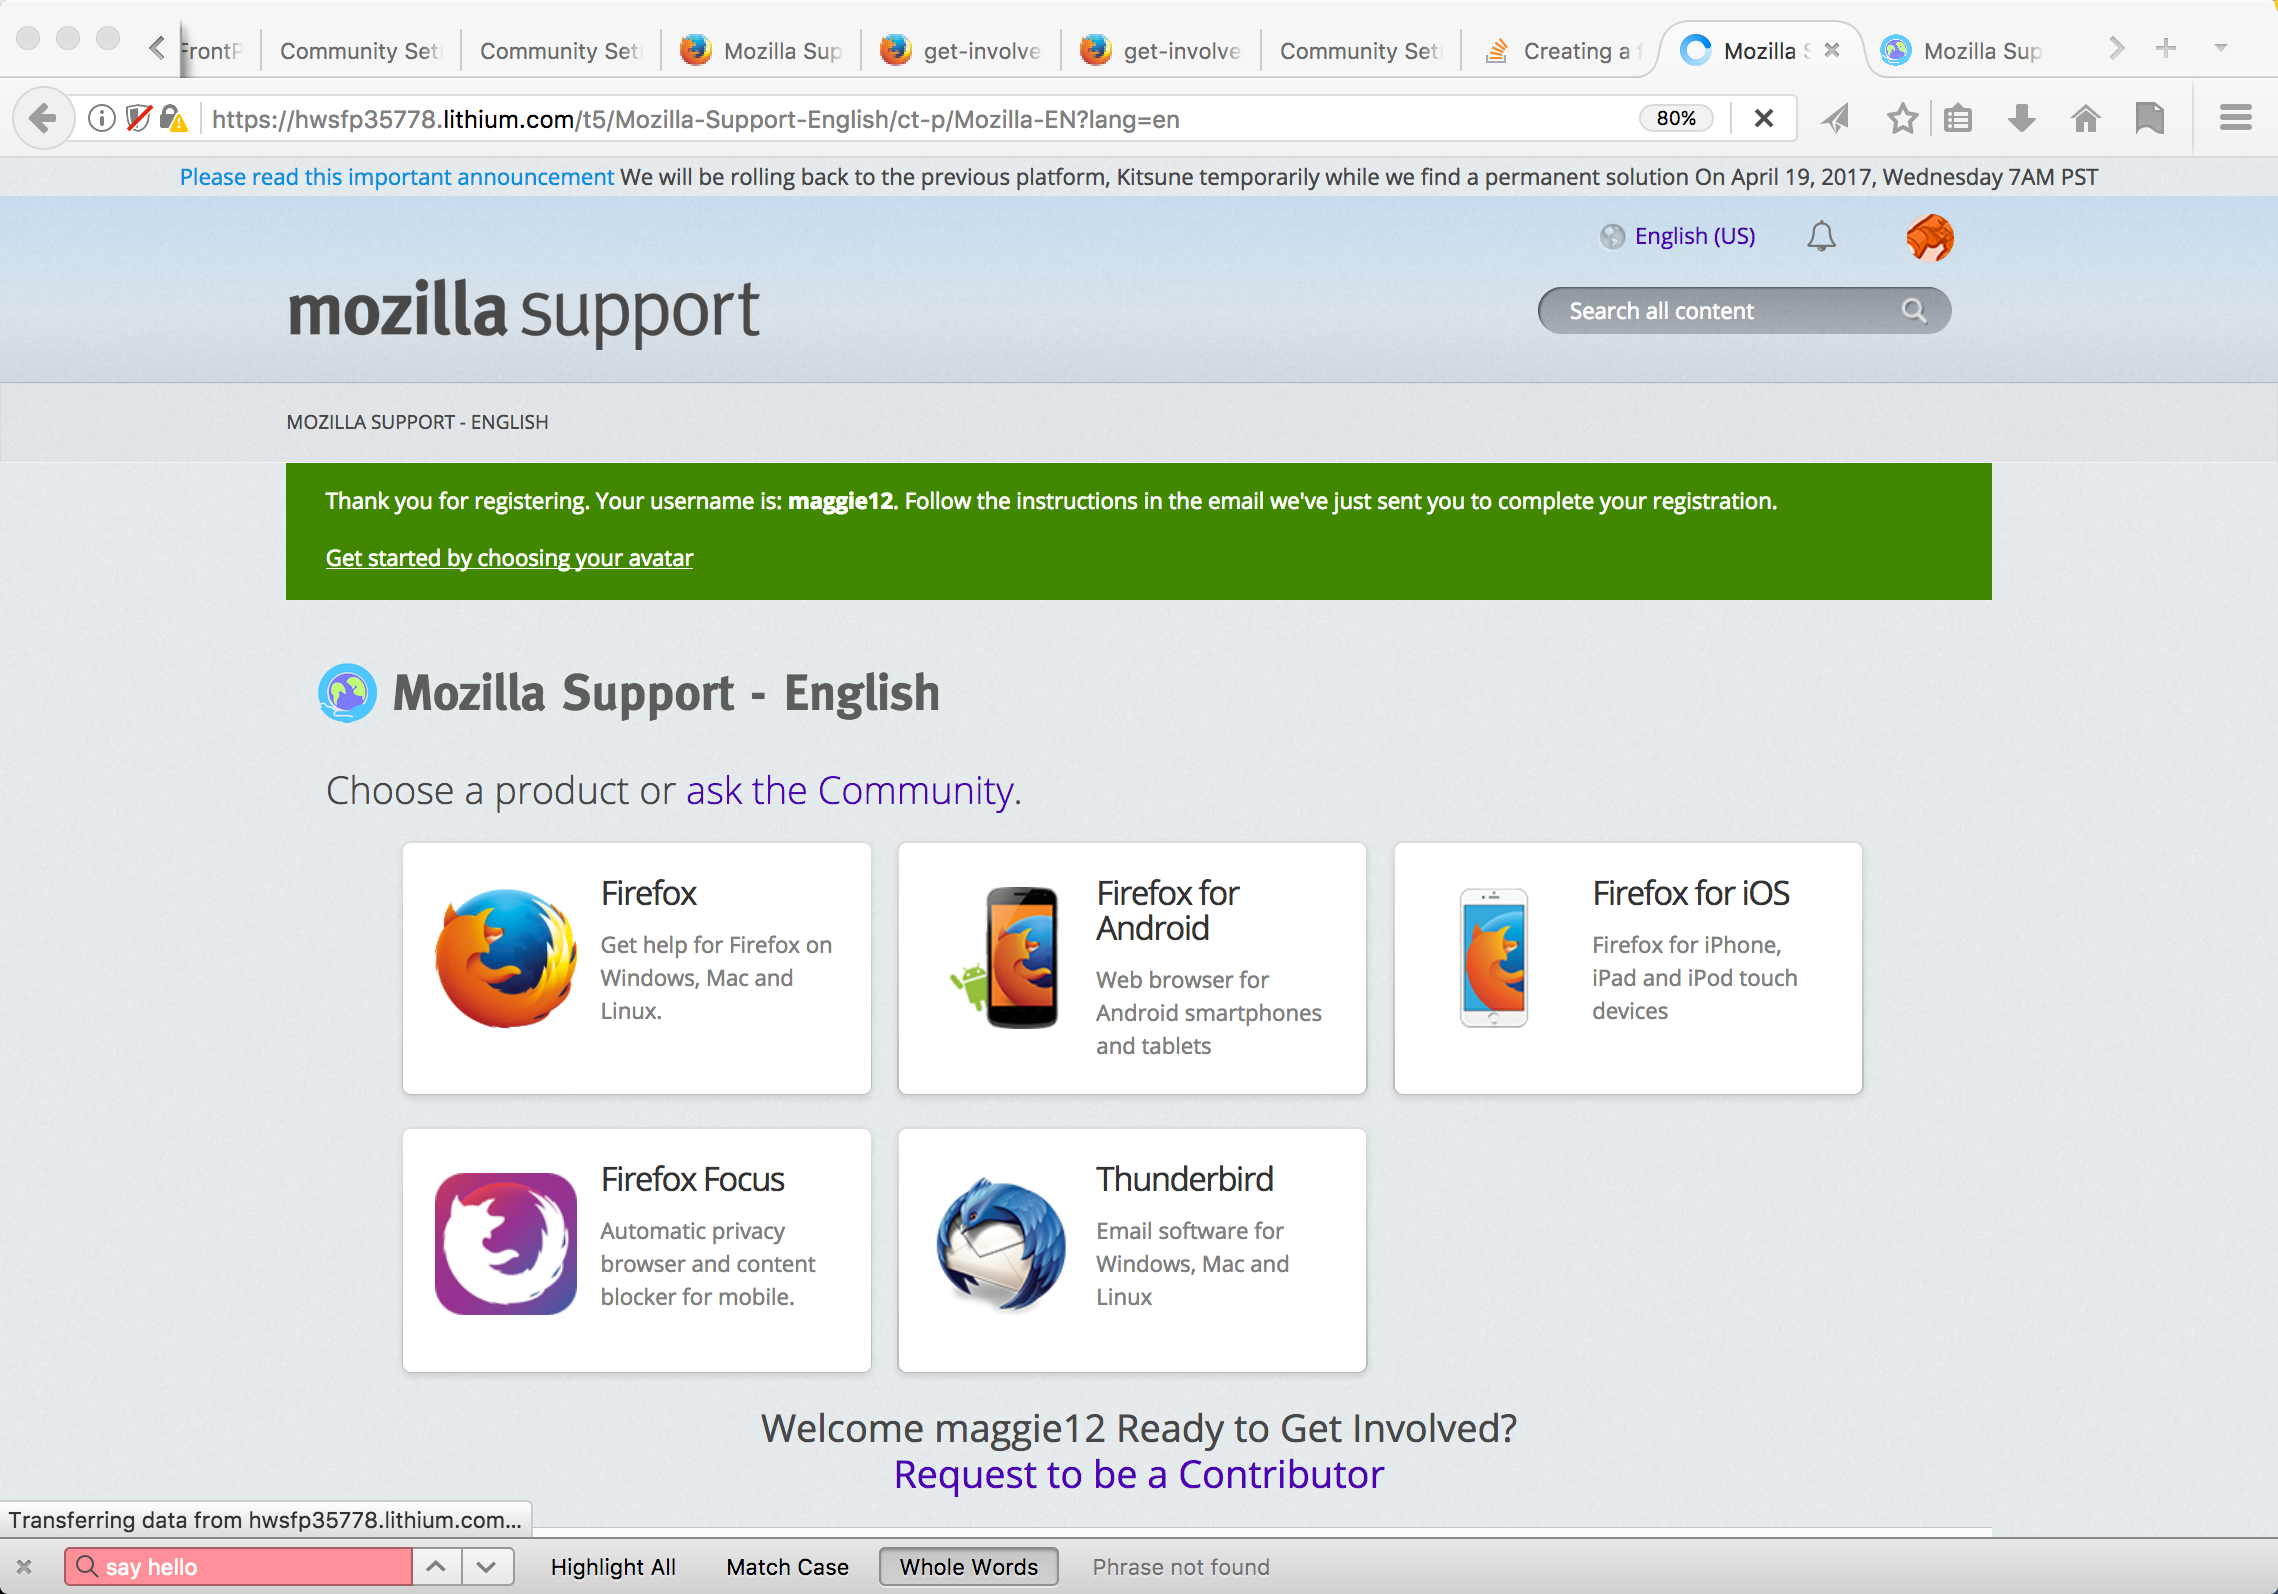 FrontP
Community Sett
Community Sett
Mozilla Sup
get-involve
get-involve
Community Sett
Creating a f
Mozilla S
Mozilla Sup
https://hwsfp35778.lithium.com/t5/Mozilla-Support-English/ct-p/Mozilla-EN?lang=en
80%
Please read this important announcement We will be rolling back to the previous platform, Kitsune temporarily while we find a permanent solution On April 19, 2017, Wednesday 7AM PST
English (US)
mozilla support
Search all content
MOZILLA SUPPORT - ENGLISH
Thank you for registering. Your username is: maggie12. Follow the instructions in the email we've just sent you to complete your registration.
Get started by choosing your avatar
Mozilla Support - English
Choose a product or ask the Community.
Firefox
Get help for Firefox on
Windows, Mac and
Linux.
Firefox for
Android
Web browser for
Android smartphones
and tablets
Firefox for iOS
Firefox for iPhone,
iPad and iPod touch
devices
Firefox Focus
Automatic privacy
browser and content
blocker for mobile.
Thunderbird
Email software for
Windows, Mac and
Linux
Welcome maggie12 Ready to Get Involved?
Request to be a Contributor
Transferring data from hwsfp35778.lithium.com...
say hello
Highlight All
Match Case
Whole Words
Phrase not found